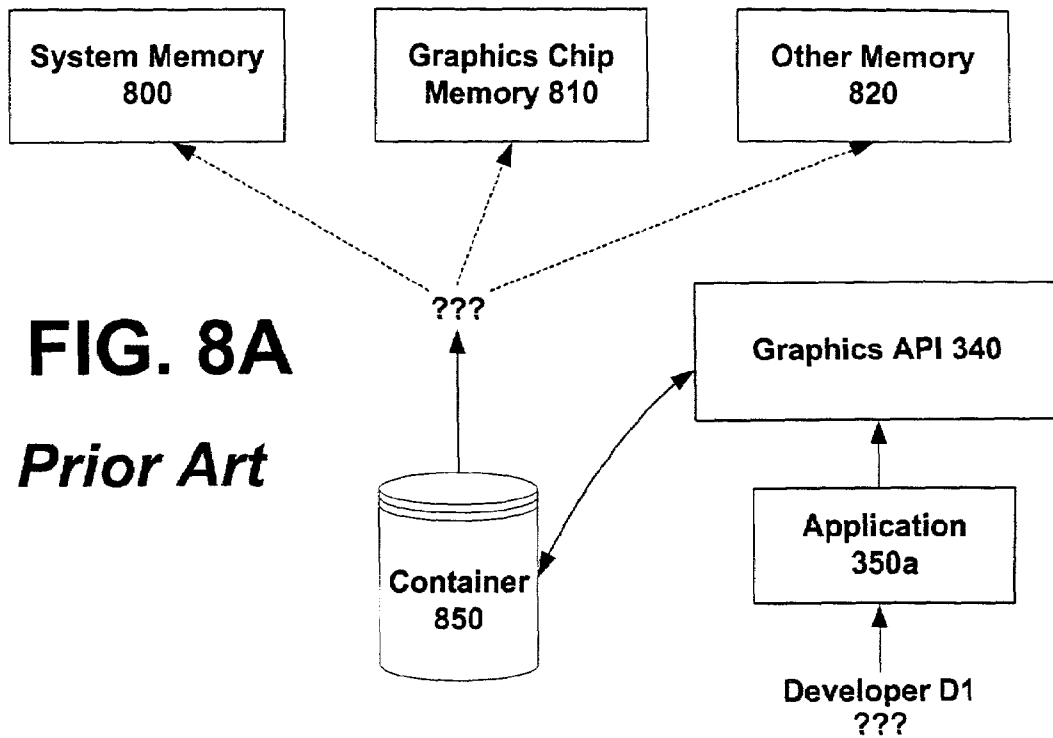 System Memory
800
Graphics Chip
Memory 810
Other Memory
820
???
FIG. 8A
Prior Art
Graphics API 340
Container
850
Application
350a
Developer D1
???